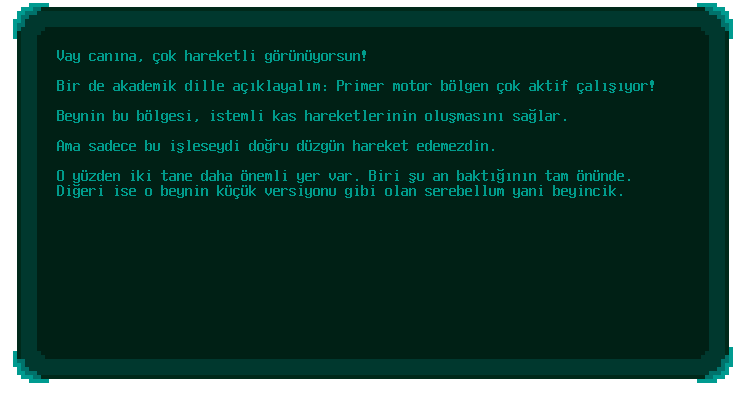 Vay canına, çok hareketli görünüyorsun!
Bir de akademik dille açıklayalım: Primer motor bölgen çok aktif çalışıyor!
Beynin bu bölgesi, istemli kas hareketlerinin oluşmasını sağlar.
Ama sadece bu işleseydi doğru düzgün hareket edemezdin.
O yüzden iki tane daha önemli yer var. Biri şu an baktığının tam önünde.
Diğeri ise o beynin küçük versiyonu gibi olan serebellum yani beyincik.